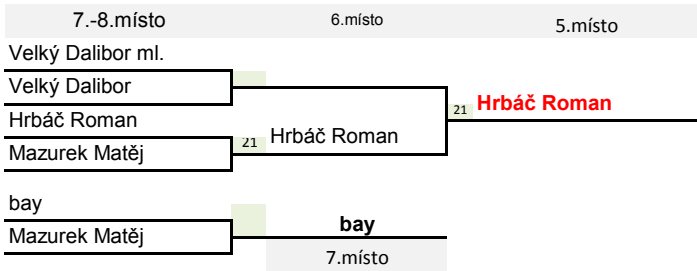 7.-8.místo 6.místo 5.místo
Velký Dalibor ml.
Velký Dalibor
21 Hrbáč Roman
Hrbáč Roman
21 Hrbáč Roman
Mazurek Matěj
bay
bay
Mazurek Matěj
7.místo